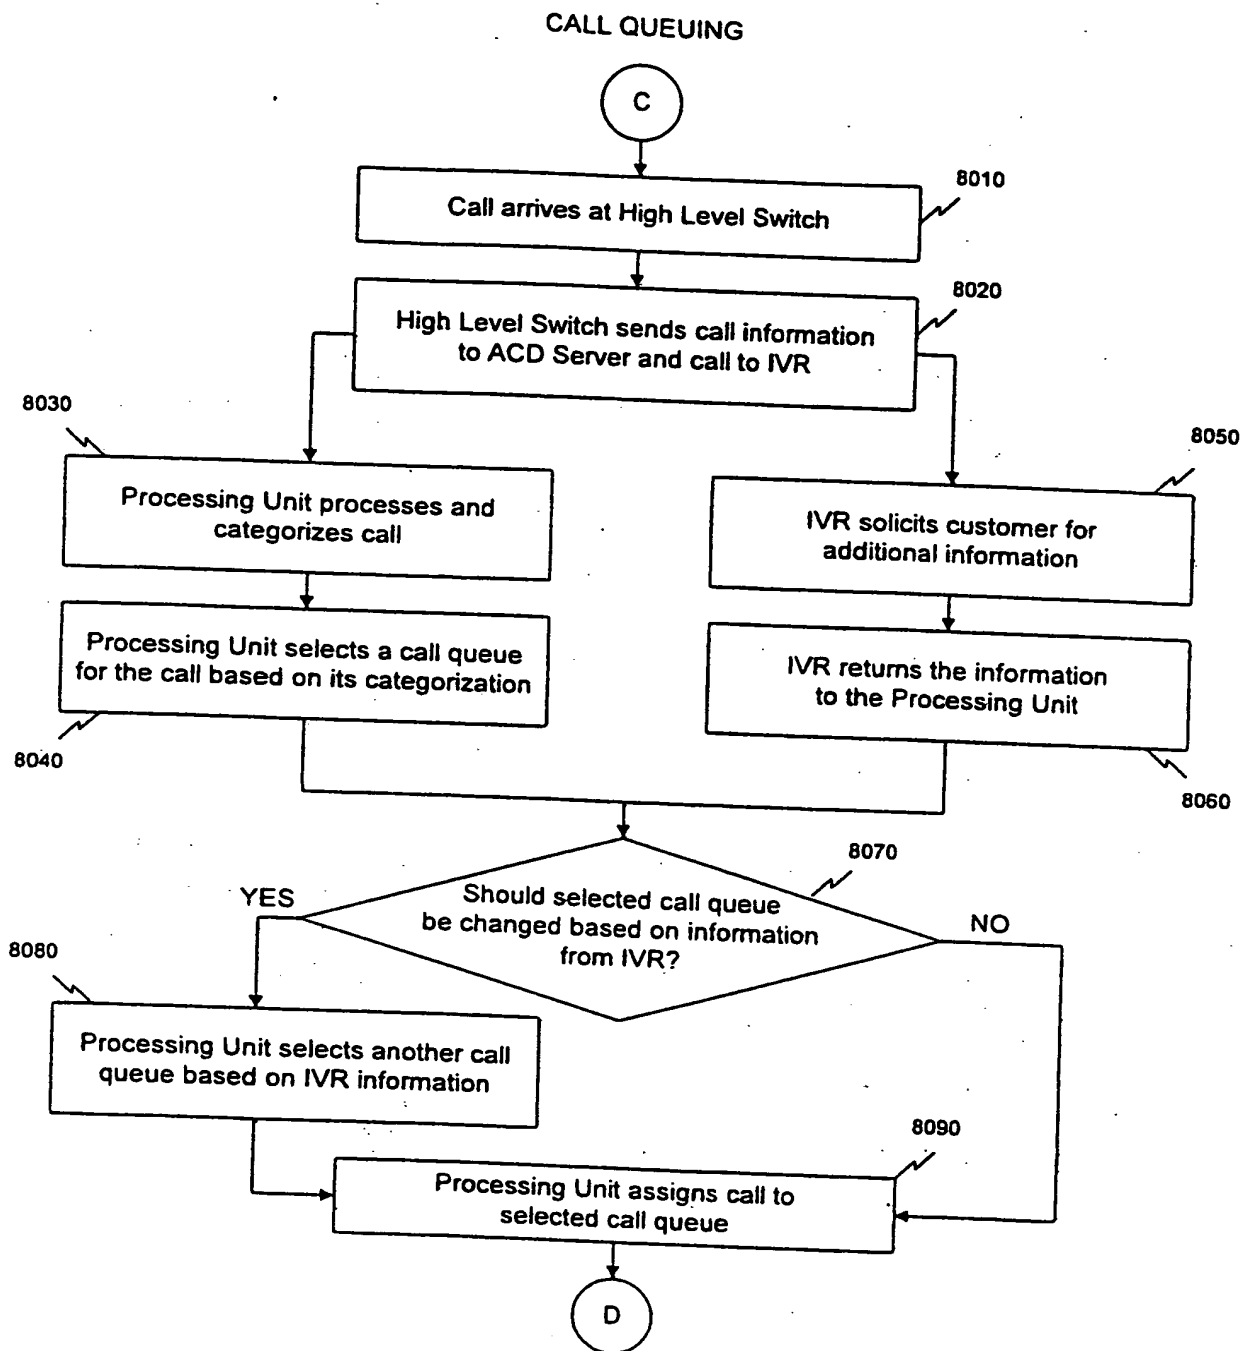 CALL QUEUING
C
8010
Call arrives at High Level Switch
8020
High Level Switch sends call information
to ACD Server and call to IVR
8030
Processing Unit processes and
categorizes call
8050
IVR solicits customer for
additional information
Processing Unit selects a call queue
for the call based on its categorization
8040
IVR returns the information
to the Processing Unit
8060
8070
Should selected call queue
be changed based on information
from IVR?
YES
NO
8080
Processing Unit selects another call
queue based on IVR information
8090
Processing Unit assigns call to
selected call queue
D